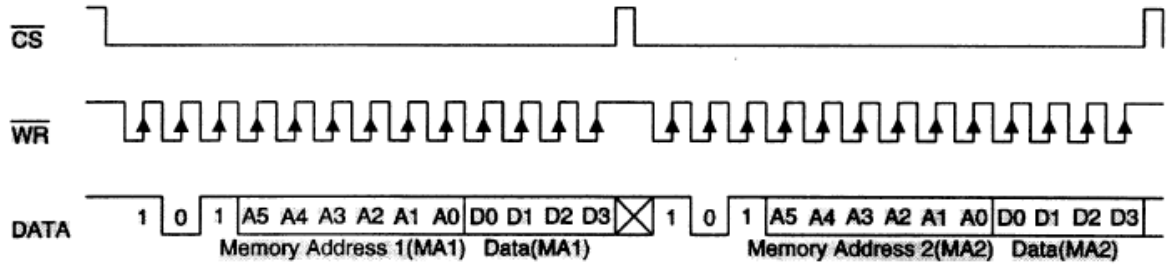 CS
WR
DATA 1 0 1 A5 A4 A3 A2 A1 A0 D0 D1 D2 D3 1 0 1 A5 A4 A3 A2 A1 A0 D0 D1 D2 D3
Memory Address 1(MA1) Data(MA1) Memory Address 2(MA2) Data(MA2)